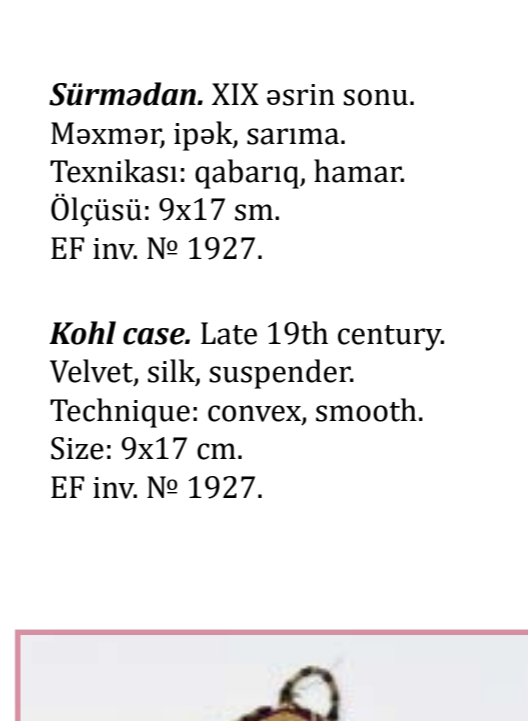 Sürmədan. XIX əsrin sonu.
Məxmər, ipək, sarıma.
Texnikası: qabarıq, hamar.
Ölçüsü: 9x17 sm.
EF inv. № 1927.
Kohl case. Late 19th century.
Velvet, silk, suspender.
Technique: convex, smooth.
Size: 9x17 cm.
EF inv. № 1927.